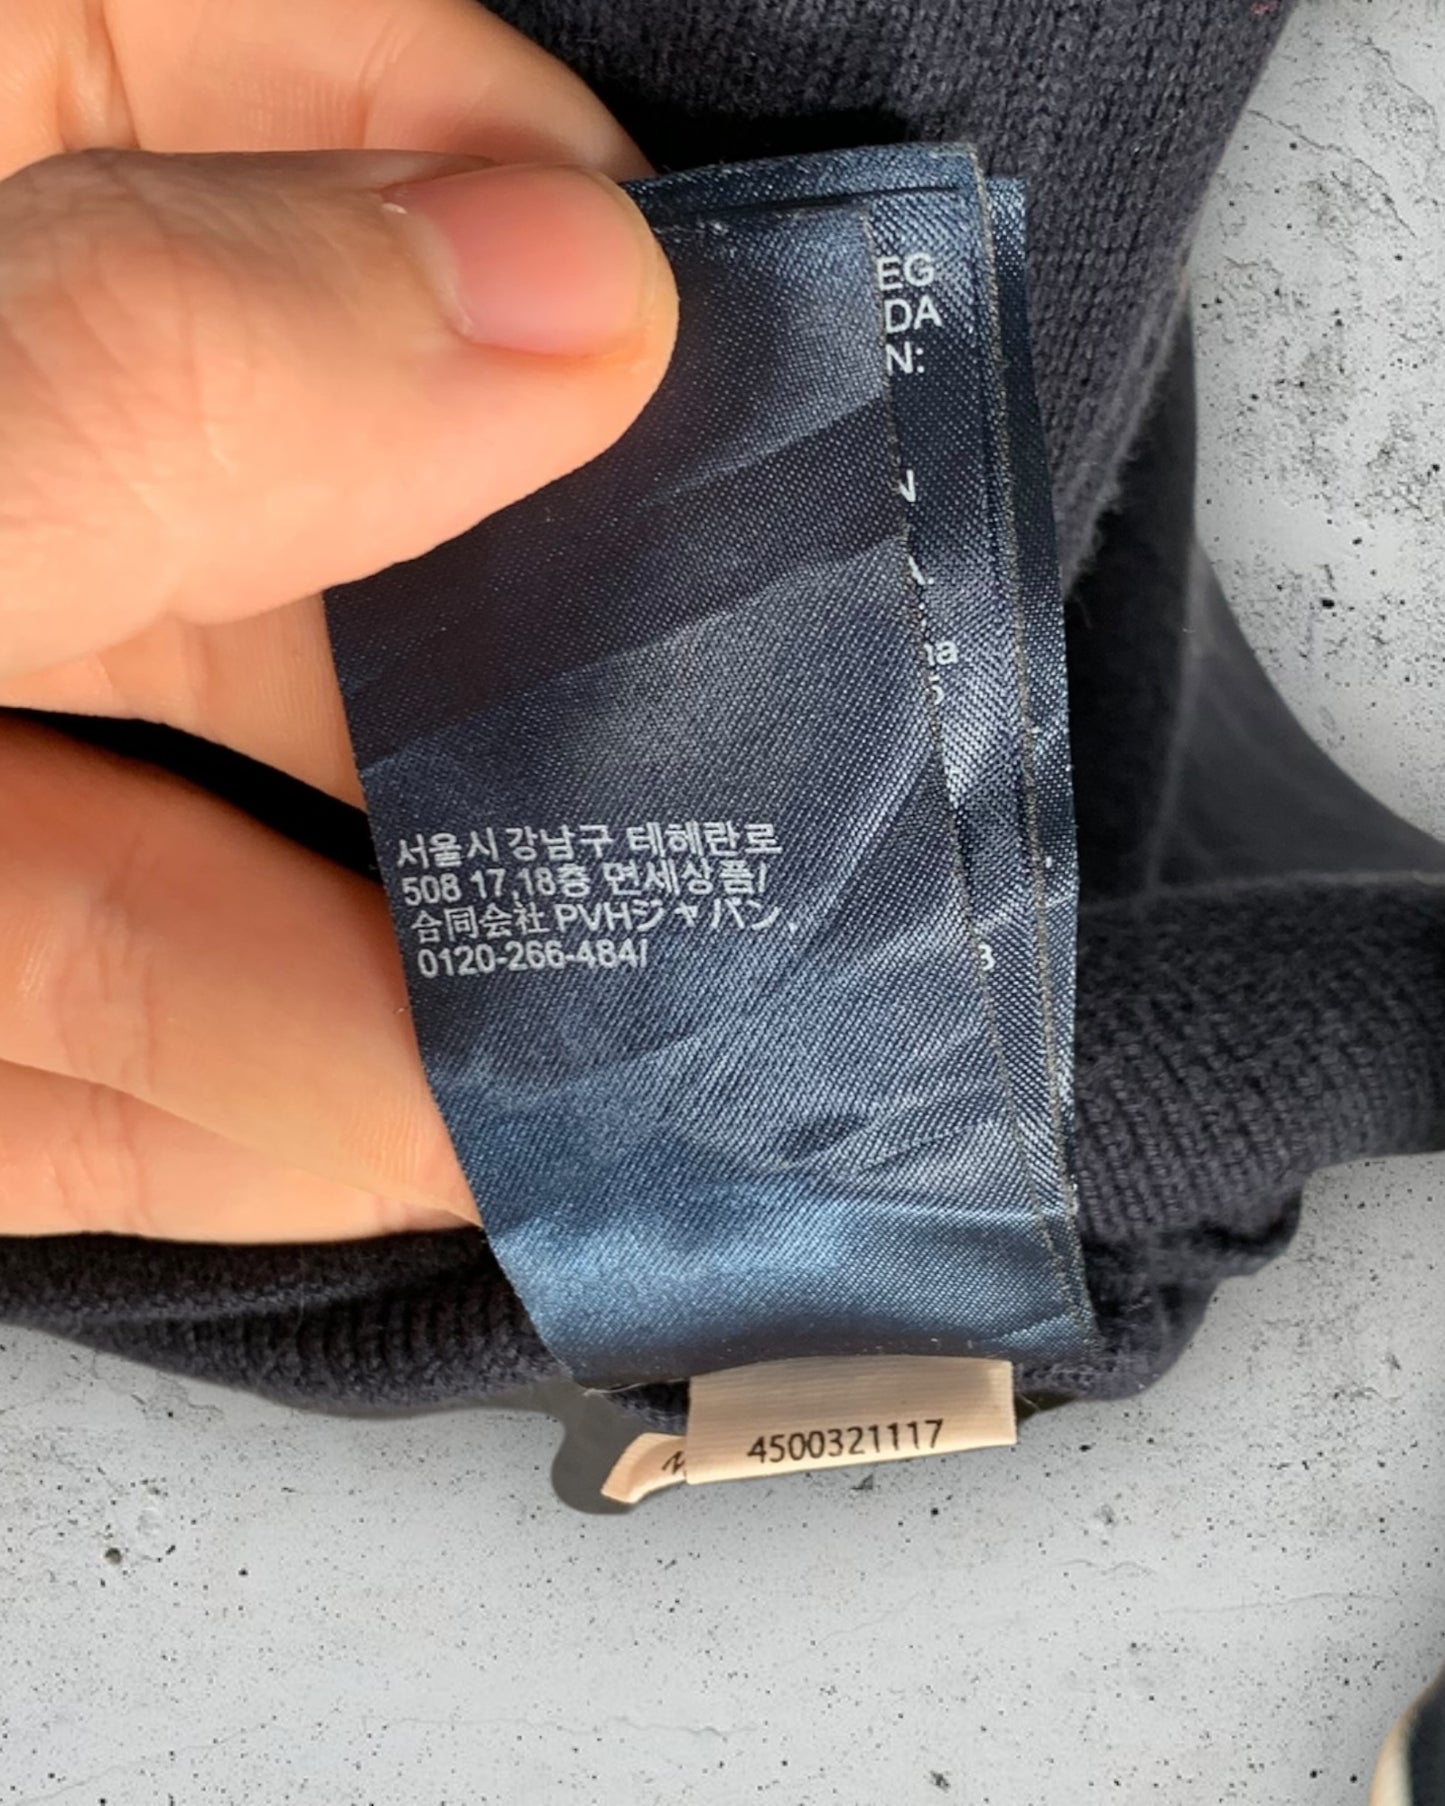 EG
DA
N:
N
서울시 강남구 테헤란로
508 17,18층 면세상품/
合同会社 PVHジャパン,
0120-266-484/
4500321117